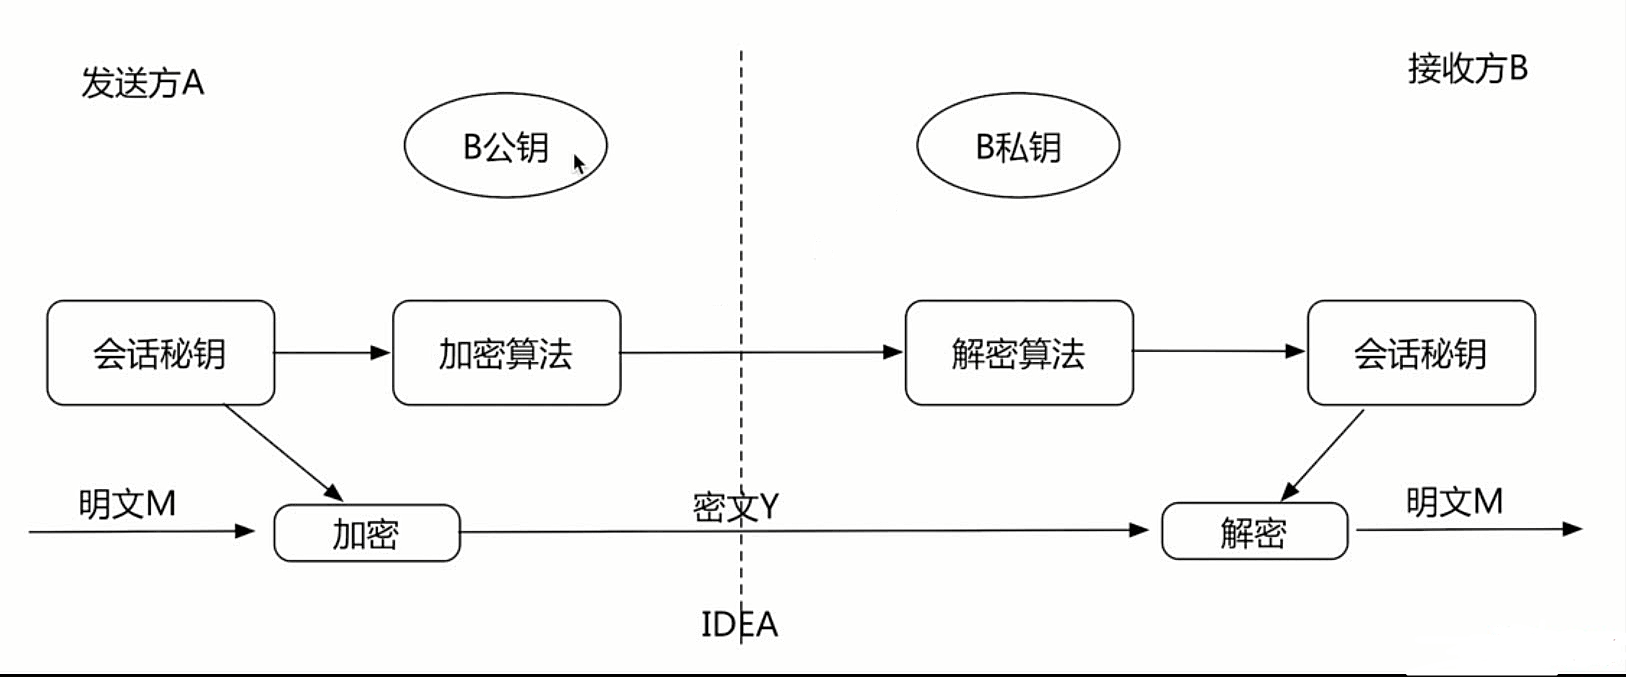 发送方A
接收方B
B公钥
B私钥
会话秘钥
加密算法
解密算法
会话秘钥
明文M
加密
密文Y
解密
明文M
IDEA